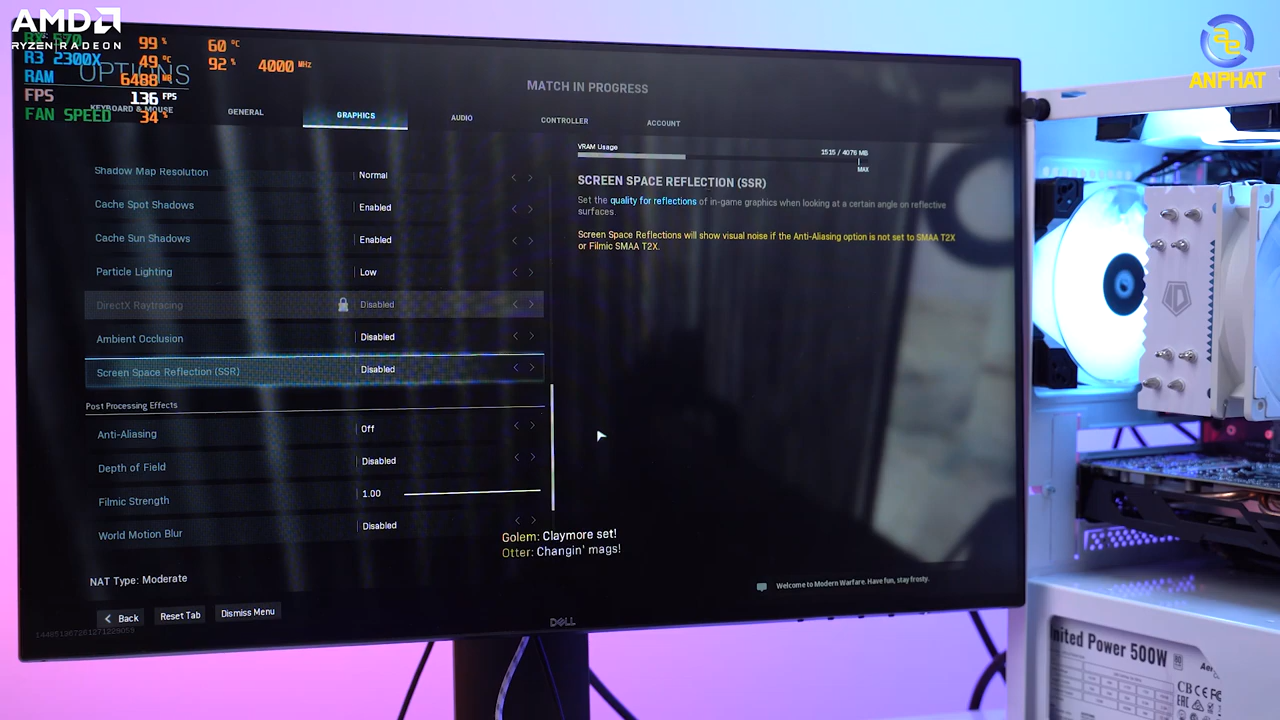 AMD
RYZEN RADEON
RX 570 99 % 60 °C
R3 2300X 49 °C 92 % 4000 MHz
RAM 6488 MB
FPS 136 FPS
FAN SPEED 34 %
ANPHAT
OPTIONS
MATCH IN PROGRESS
KEYBOARD & MOUSE
GENERAL
GRAPHICS
AUDIO
CONTROLLER
ACCOUNT
Shadow Map Resolution Normal
Cache Spot Shadows Enabled
Cache Sun Shadows Enabled
Particle Lighting Low
DirectX Raytracing Disabled
Ambient Occlusion Disabled
Screen Space Reflection (SSR) Disabled
Post Processing Effects
Anti-Aliasing Off
Depth of Field Disabled
Filmic Strength 1.00
World Motion Blur Disabled
VRAM Usage 1515 / 4076 MB
MAX
SCREEN SPACE REFLECTION (SSR)
Set the quality for reflections of in-game graphics when looking at a certain angle on reflective
surfaces.
Screen Space Reflections will show visual noise if the Anti-Aliasing option is not set to SMAA T2X
or Filmic SMAA T2X.
Golem: Claymore set!
Otter: Changin' mags!
NAT Type: Moderate
Welcome to Modern Warfare. Have fun, stay frosty.
Back
Reset Tab
Dismiss Menu
DELL
nited Power 500W